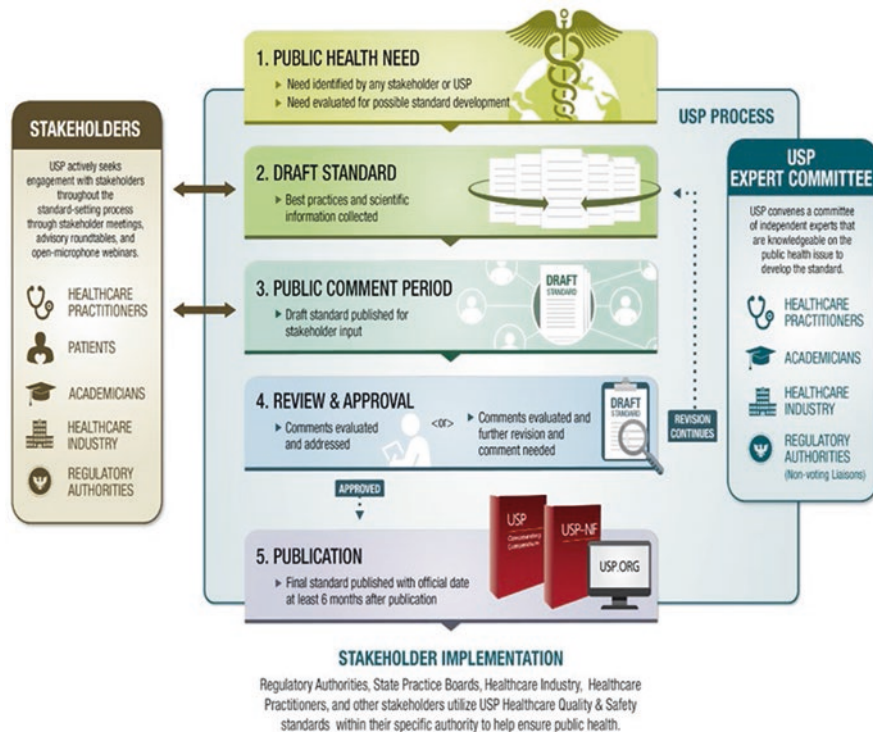 1. PUBLIC HEALTH NEED
▶ Need identified by any stakeholder or USP
▶ Need evaluated for possible standard development
USP PROCESS
STAKEHOLDERS
USP actively seeks
engagement with stakeholders
throughout the
standard-setting process
through stakeholder meetings,
advisory roundtables, and
open-microphone webinars.
HEALTHCARE
PRACTITIONERS
PATIENTS
ACADEMICIANS
HEALTHCARE
INDUSTRY
REGULATORY
AUTHORITIES
2. DRAFT STANDARD
▶ Best practices and scientific
information collected
3. PUBLIC COMMENT PERIOD
▶ Draft standard published for
stakeholder input
DRAFT
STANDARD
4. REVIEW & APPROVAL
▶ Comments evaluated
and addressed
<or>
▶ Comments evaluated and
further revision and
comment needed
DRAFT
STANDARD
REVISION
CONTINUES
APPROVED
5. PUBLICATION
▶ Final standard published with official date
at least 6 months after publication
USP
Compounding
Compendium
USP-NF
USP.ORG
USP
EXPERT COMMITTEE
USP convenes a committee
of independent experts that
are knowledgeable on the
public health issue to
develop the standard.
HEALTHCARE
PRACTITIONERS
ACADEMICIANS
HEALTHCARE
INDUSTRY
REGULATORY
AUTHORITIES
(Non-voting Liaisons)
STAKEHOLDER IMPLEMENTATION
Regulatory Authorities, State Practice Boards, Healthcare Industry, Healthcare
Practitioners, and other stakeholders utilize USP Healthcare Quality & Safety
standards within their specific authority to help ensure public health.